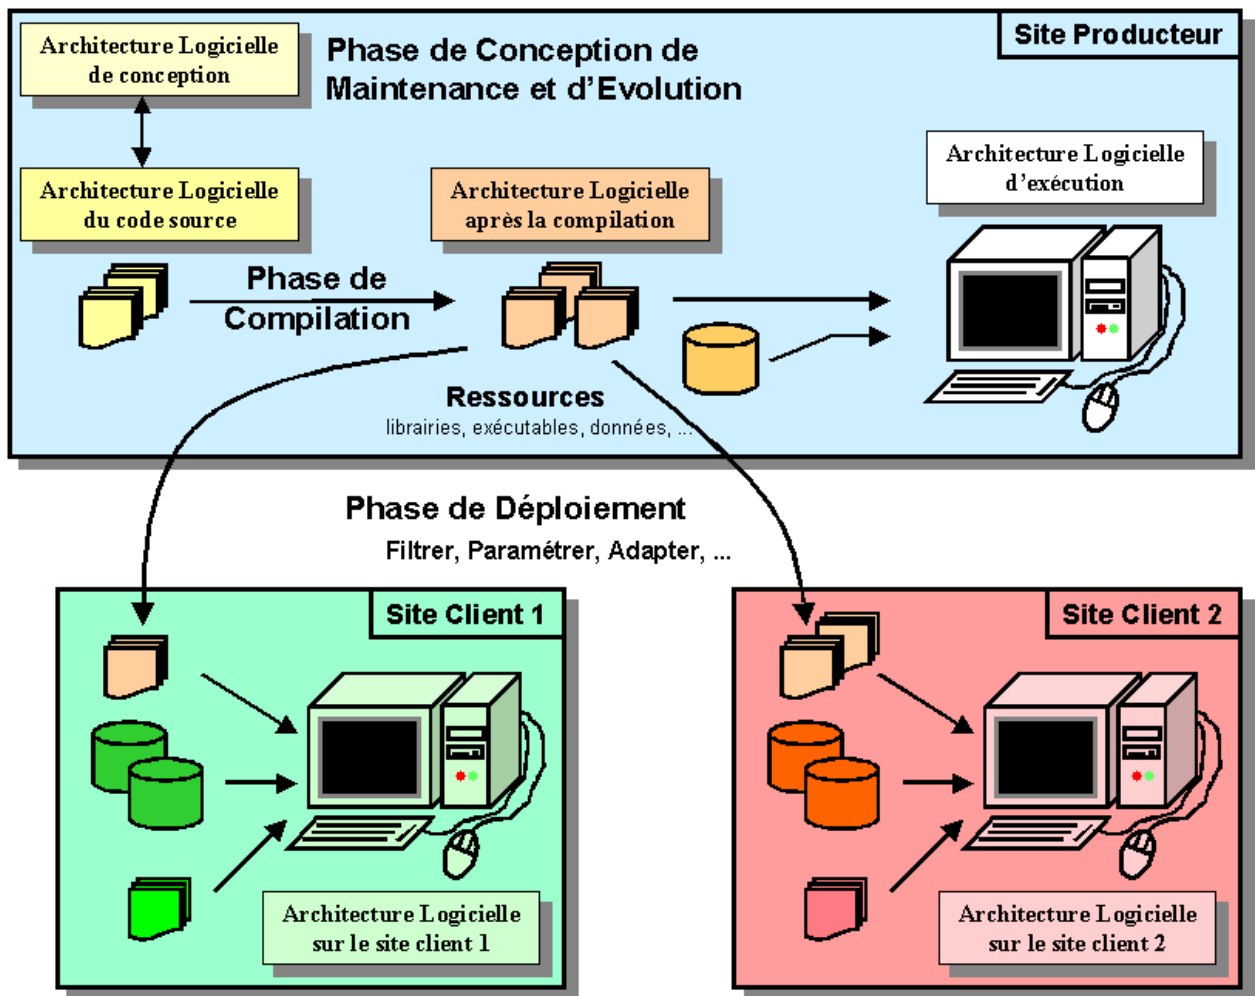 Architecture Logicielle
de conception
Phase de Conception de
Maintenance et d'Evolution
Site Producteur
Architecture Logicielle
du code source
Architecture Logicielle
après la compilation
Architecture Logicielle
d'exécution
Phase de
Compilation
Ressources
librairies, exécutables, données, ...
Phase de Déploiement
Filtrer, Paramétrer, Adapter, ...
Site Client 1
Architecture Logicielle
sur le site client 1
Site Client 2
Architecture Logicielle
sur le site client 2